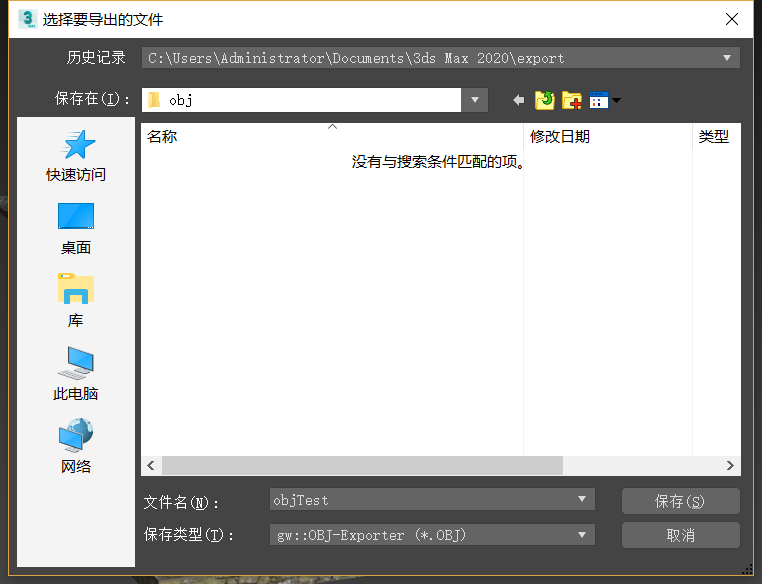 选择要导出的文件
历史记录 C:\Users\Administrator\Documents\3ds Max 2020\export
保存在(I): obj
快速访问
桌面
库
此电脑
网络
名称 修改日期 类型
没有与搜索条件匹配的项。
文件名(N): objTest 保存(S)
保存类型(T): gw::OBJ-Exporter (*.OBJ) 取消